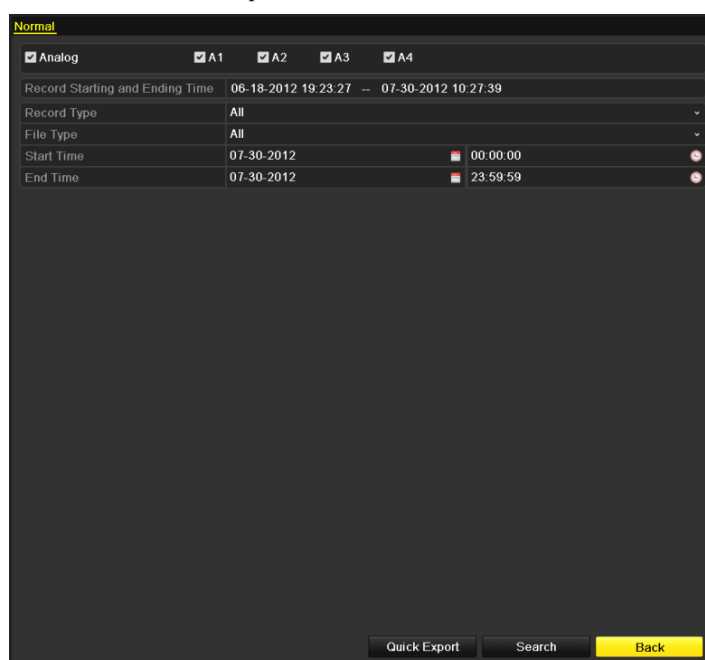 Normal
Analog A1 A2 A3 A4
Record Starting and Ending Time 06-18-2012 19:23:27 -- 07-30-2012 10:27:39
Record Type All
File Type All
Start Time 07-30-2012 00:00:00
End Time 07-30-2012 23:59:59
Quick Export Search Back